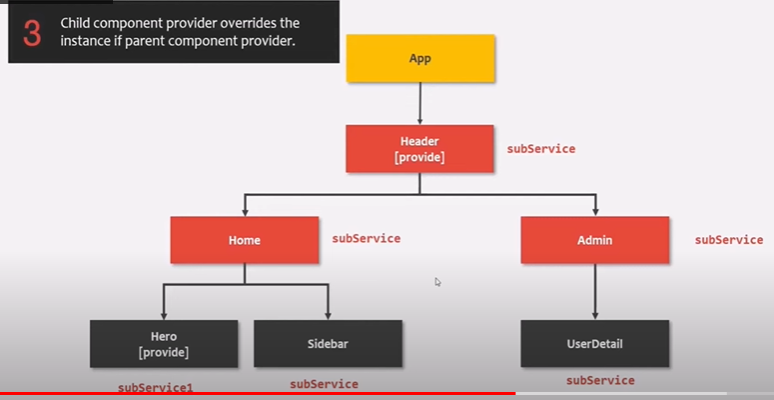 3
Child component provider overrides the
instance if parent component provider.
App
Header
[provide]
subService
Home
subService
Admin
subService
Hero
[provide]
Sidebar
UserDetail
subService1
subService
subService